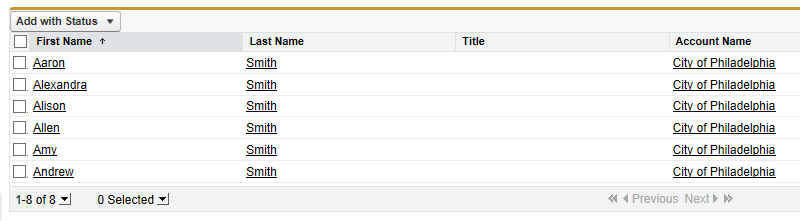 Add with Status
First Name Last Name Title Account Name
Aaron Smith City of Philadelphia
Alexandra Smith City of Philadelphia
Alison Smith City of Philadelphia
Allen Smith City of Philadelphia
Amy Smith City of Philadelphia
Andrew Smith City of Philadelphia
1-8 of 8 0 Selected Previous Next